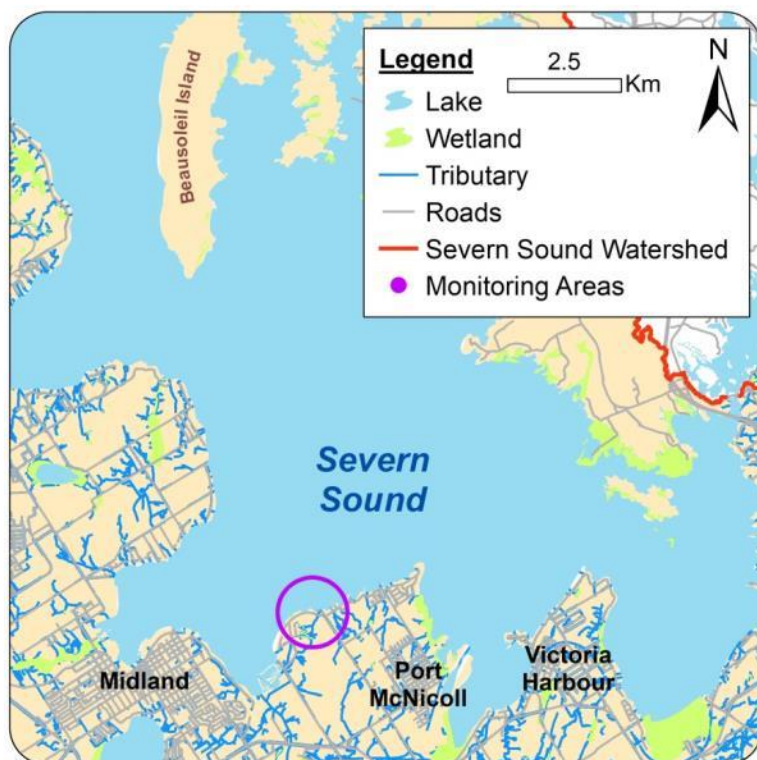 Beausoleil Island
Legend
2.5
Km
N
Lake
Wetland
Tributary
Roads
Severn Sound Watershed
Monitoring Areas
Severn
Sound
Midland
Port
McNicoll
Victoria
Harbour